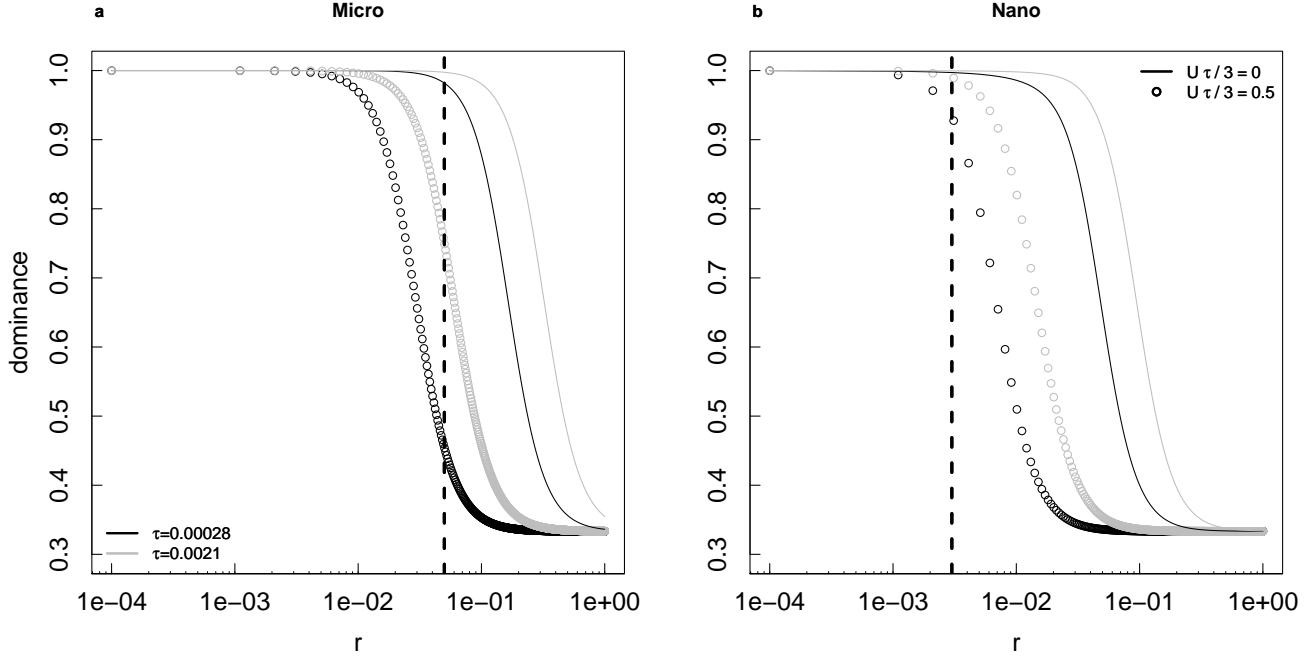 a Micro
dominance
1.0
0.9
0.8
0.7
0.6
0.5
0.4
0.3
τ=0.00028
τ=0.0021
1e−04 1e−03 1e−02 1e−01 1e+00
r
b Nano
U τ / 3 = 0
U τ / 3 = 0.5
1.0
0.9
0.8
0.7
0.6
0.5
0.4
0.3
1e−04 1e−03 1e−02 1e−01 1e+00
r